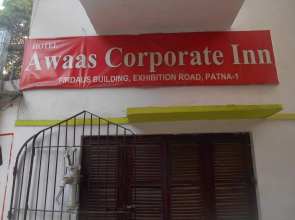 HOTEL
Awaas Corporate Inn
FIRDAUS BUILDING, EXHIBITION ROAD, PATNA-1